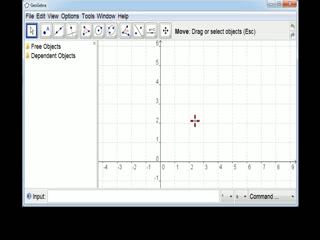 GeoGebra
File Edit View Options Tools Window Help
Move: Drag or select objects (Esc)
Free Objects
Dependent Objects
6
5
4
3
2
1
0
-4 -3 -2 -1 0 1 2 3 4 5 6 7 8 9
-1
Input:
Command ...